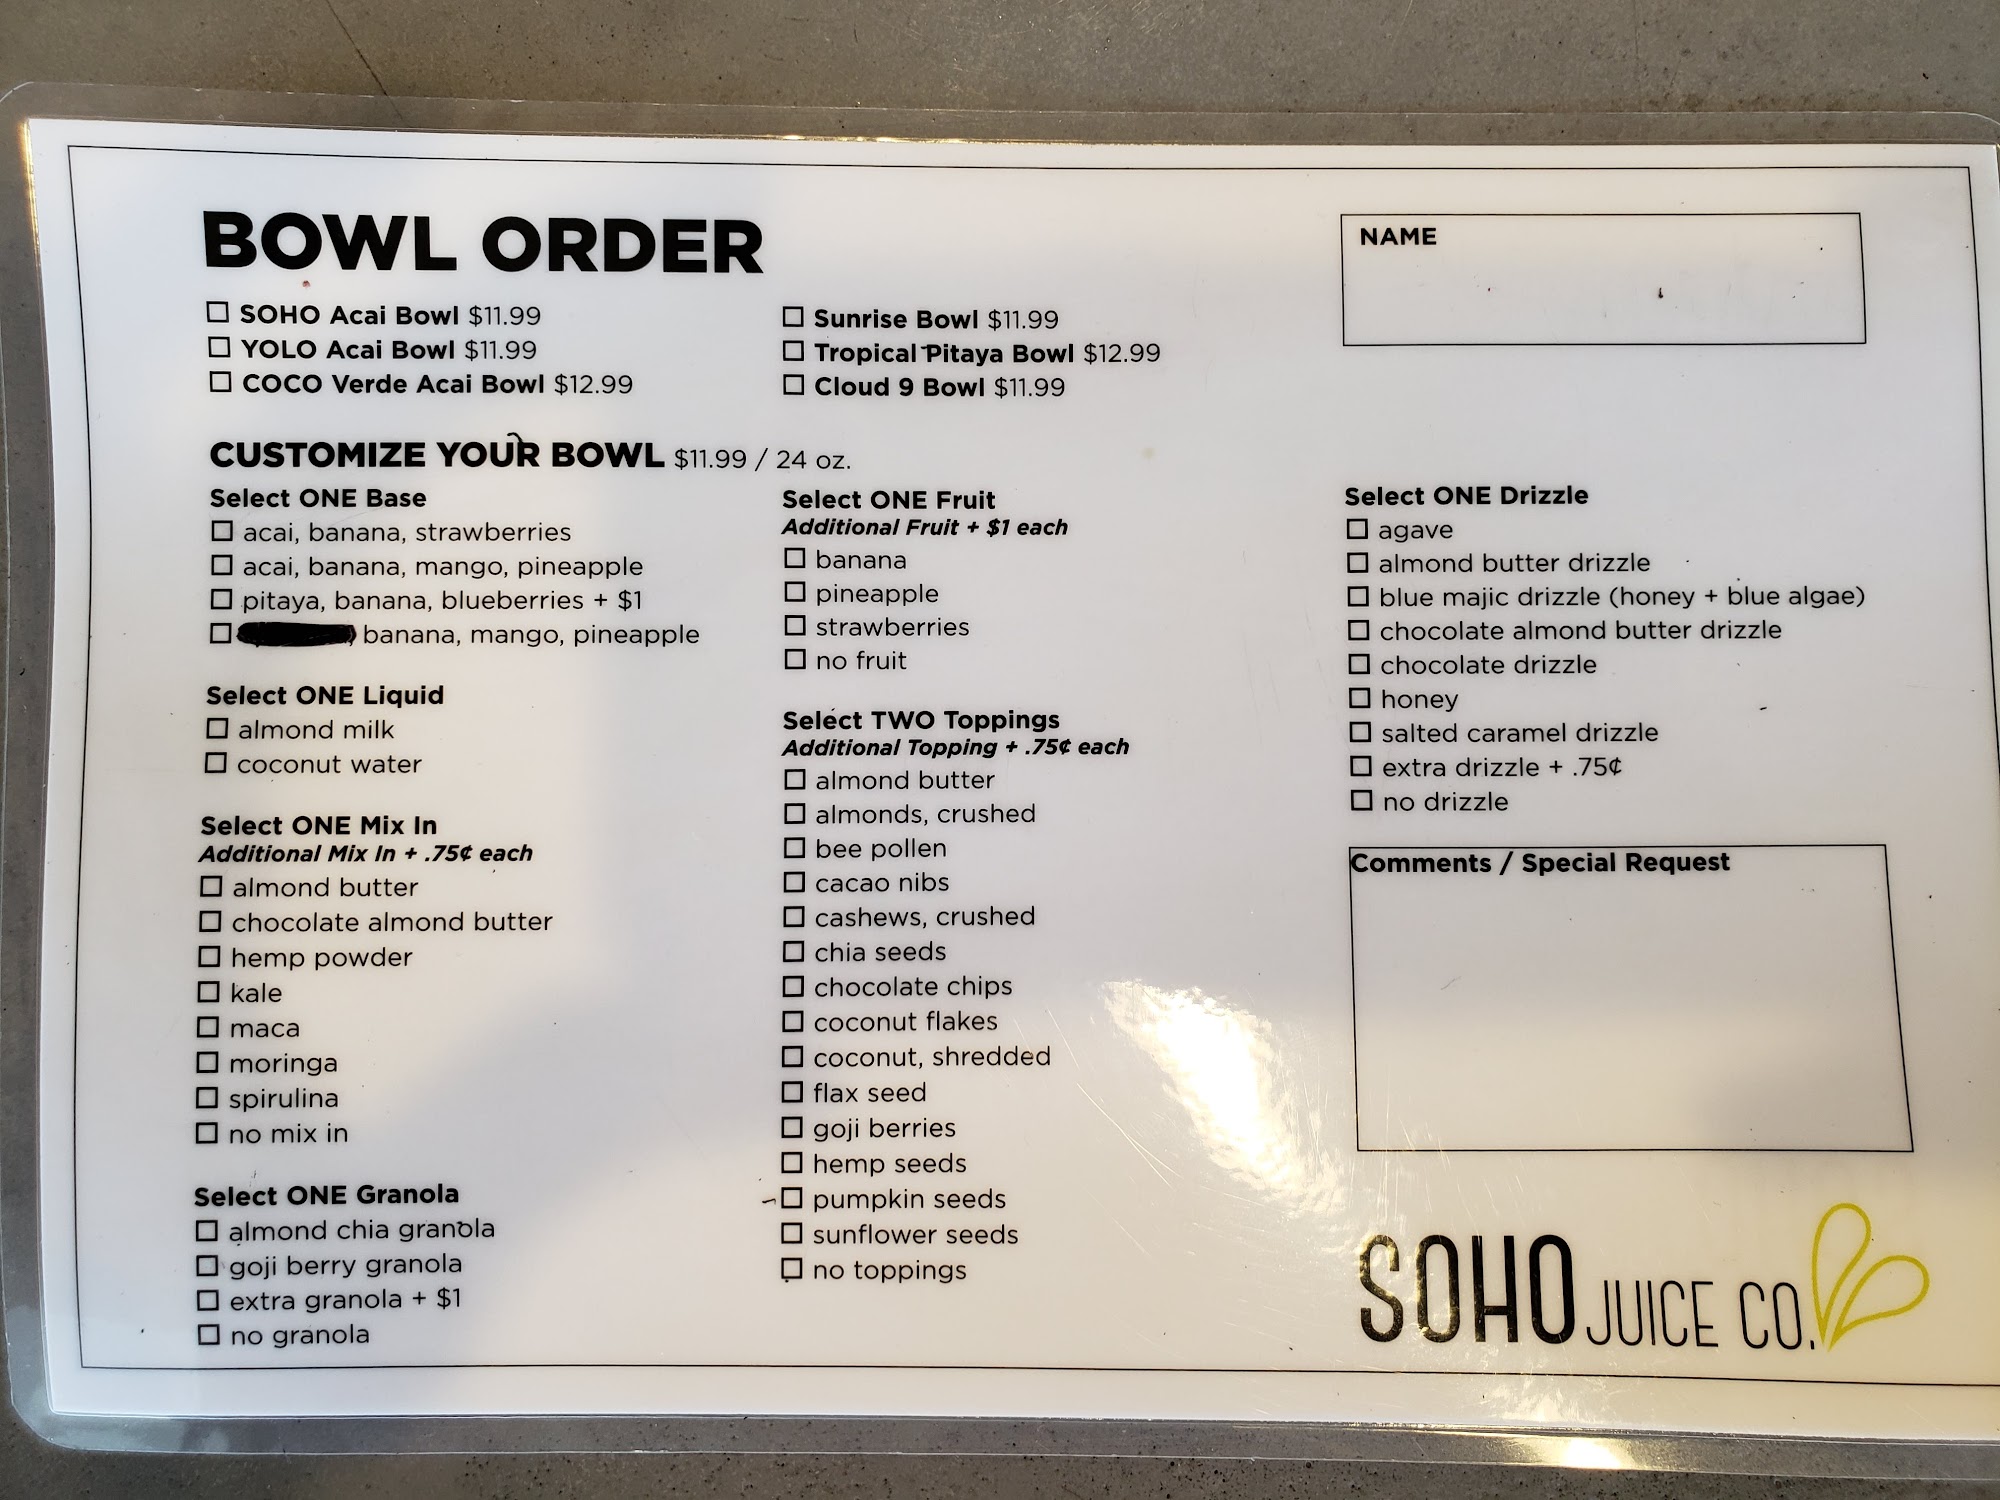 BOWL ORDER
NAME
SOHO Acai Bowl $11.99
YOLO Acai Bowl $11.99
COCO Verde Acai Bowl $12.99
Sunrise Bowl $11.99
Tropical Pitaya Bowl $12.99
Cloud 9 Bowl $11.99
CUSTOMIZE YOUR BOWL $11.99 / 24 oz.
Select ONE Base
acai, banana, strawberries
acai, banana, mango, pineapple
pitaya, banana, blueberries + $1
banana, mango, pineapple
Select ONE Liquid
almond milk
coconut water
Select ONE Mix In
Additional Mix In + .75¢ each
almond butter
chocolate almond butter
hemp powder
kale
maca
moringa
spirulina
no mix in
Select ONE Granola
almond chia granola
goji berry granola
extra granola + $1
no granola
Select ONE Fruit
Additional Fruit + $1 each
banana
pineapple
strawberries
no fruit
Select TWO Toppings
Additional Topping + .75¢ each
almond butter
almonds, crushed
bee pollen
cacao nibs
cashews, crushed
chia seeds
chocolate chips
coconut flakes
coconut, shredded
flax seed
goji berries
hemp seeds
pumpkin seeds
sunflower seeds
no toppings
Select ONE Drizzle
agave
almond butter drizzle
blue majic drizzle (honey + blue algae)
chocolate almond butter drizzle
chocolate drizzle
honey
salted caramel drizzle
extra drizzle + .75¢
no drizzle
Comments / Special Request
SOHO JUICE CO.